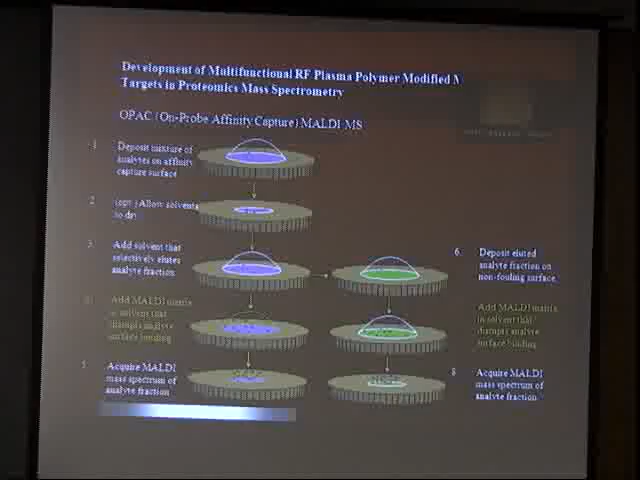 Development of Multifunctional RF Plasma Polymer Modified M
Targets in Proteomics Mass Spectrometry
OPAC (On-Probe Affinity Capture) MALDI-MS
1. Deposit mixture of
analytes on affinity
capture surface
2. (opt.) Allow solvents
to dry
3. Add solvent that
selectively elutes
analyte fraction
Add MALDI matrix
in solvent that
disrupts analyte
surface binding
5. Acquire MALDI
mass spectrum of
analyte fraction
6. Deposit eluted
analyte fraction on
non-fouling surface
Add MALDI matrix
in solvent that
disrupts analyte
surface binding
8. Acquire MALDI
mass spectrum of
analyte fraction